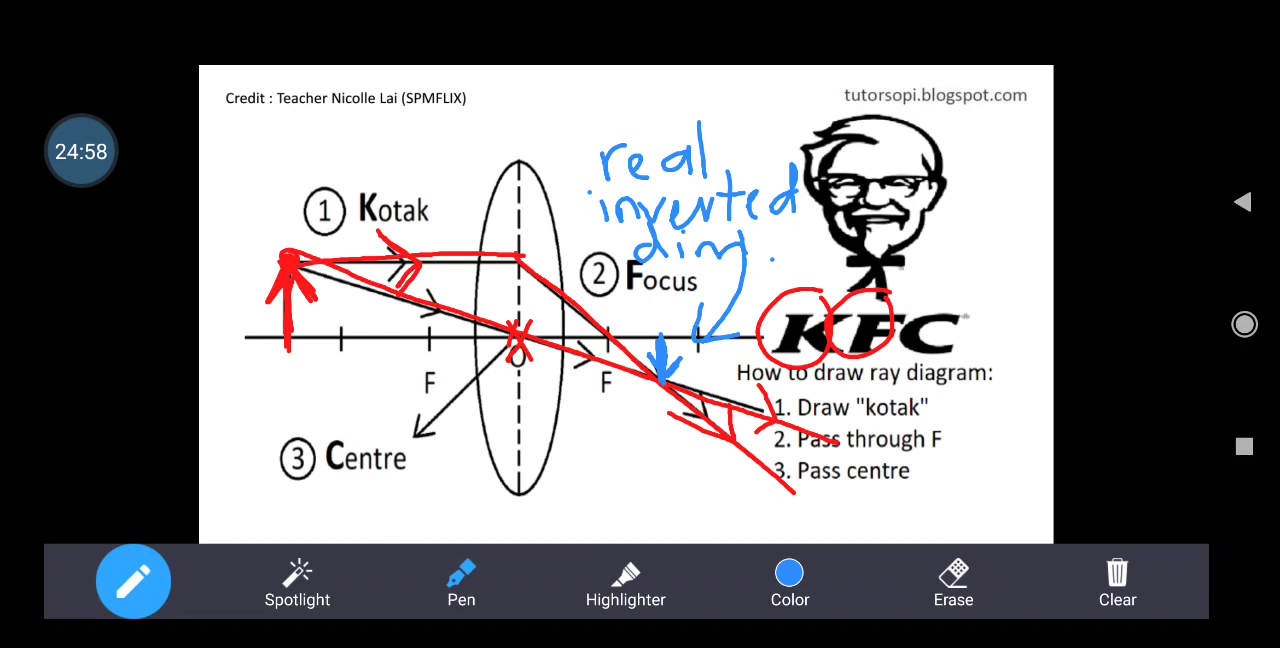 Credit : Teacher Nicolle Lai (SPMFLIX)
tutorsopi.blogspot.com
24:58
real
inverted
dim.
1 Kotak
2 Focus
KFC
O
F
F
How to draw ray diagram:
1. Draw "kotak"
2. Pass through F
3. Pass centre
3 Centre
Spotlight
Pen
Highlighter
Color
Erase
Clear